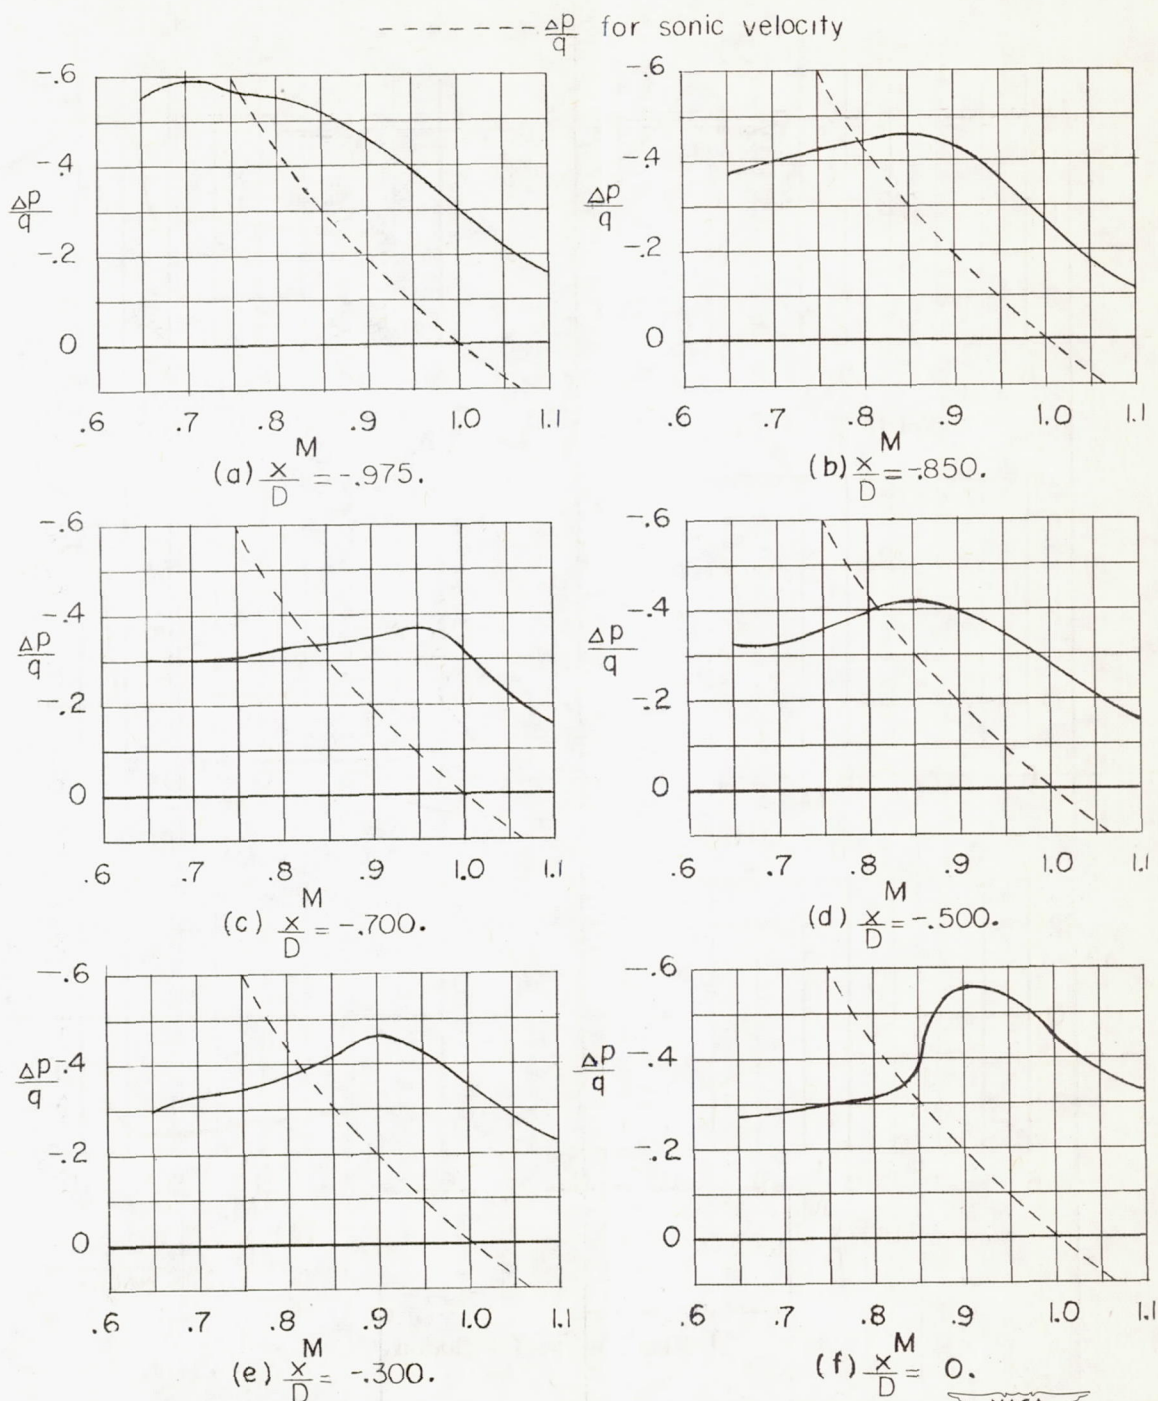 ------- Δp/q for sonic velocity
-.6 -.4 -.2 0
Δp/q
.6 .7 .8 .9 1.0 1.1
M
(a) x/D = -.975.
-.6 -.4 -.2 0
Δp/q
.6 .7 .8 .9 1.0 1.1
M
(b) x/D = -.850.
-.6 -.4 -.2 0
Δp/q
.6 .7 .8 .9 1.0 1.1
M
(c) x/D = -.700.
-.6 -.4 -.2 0
Δp/q
.6 .7 .8 .9 1.0 1.1
M
(d) x/D = -.500.
-.6 -.4 -.2 0
Δp/q
.6 .7 .8 .9 1.0 1.1
M
(e) x/D = -.300.
-.6 -.4 -.2 0
Δp/q
.6 .7 .8 .9 1.0 1.1
M
(f) x/D = 0.